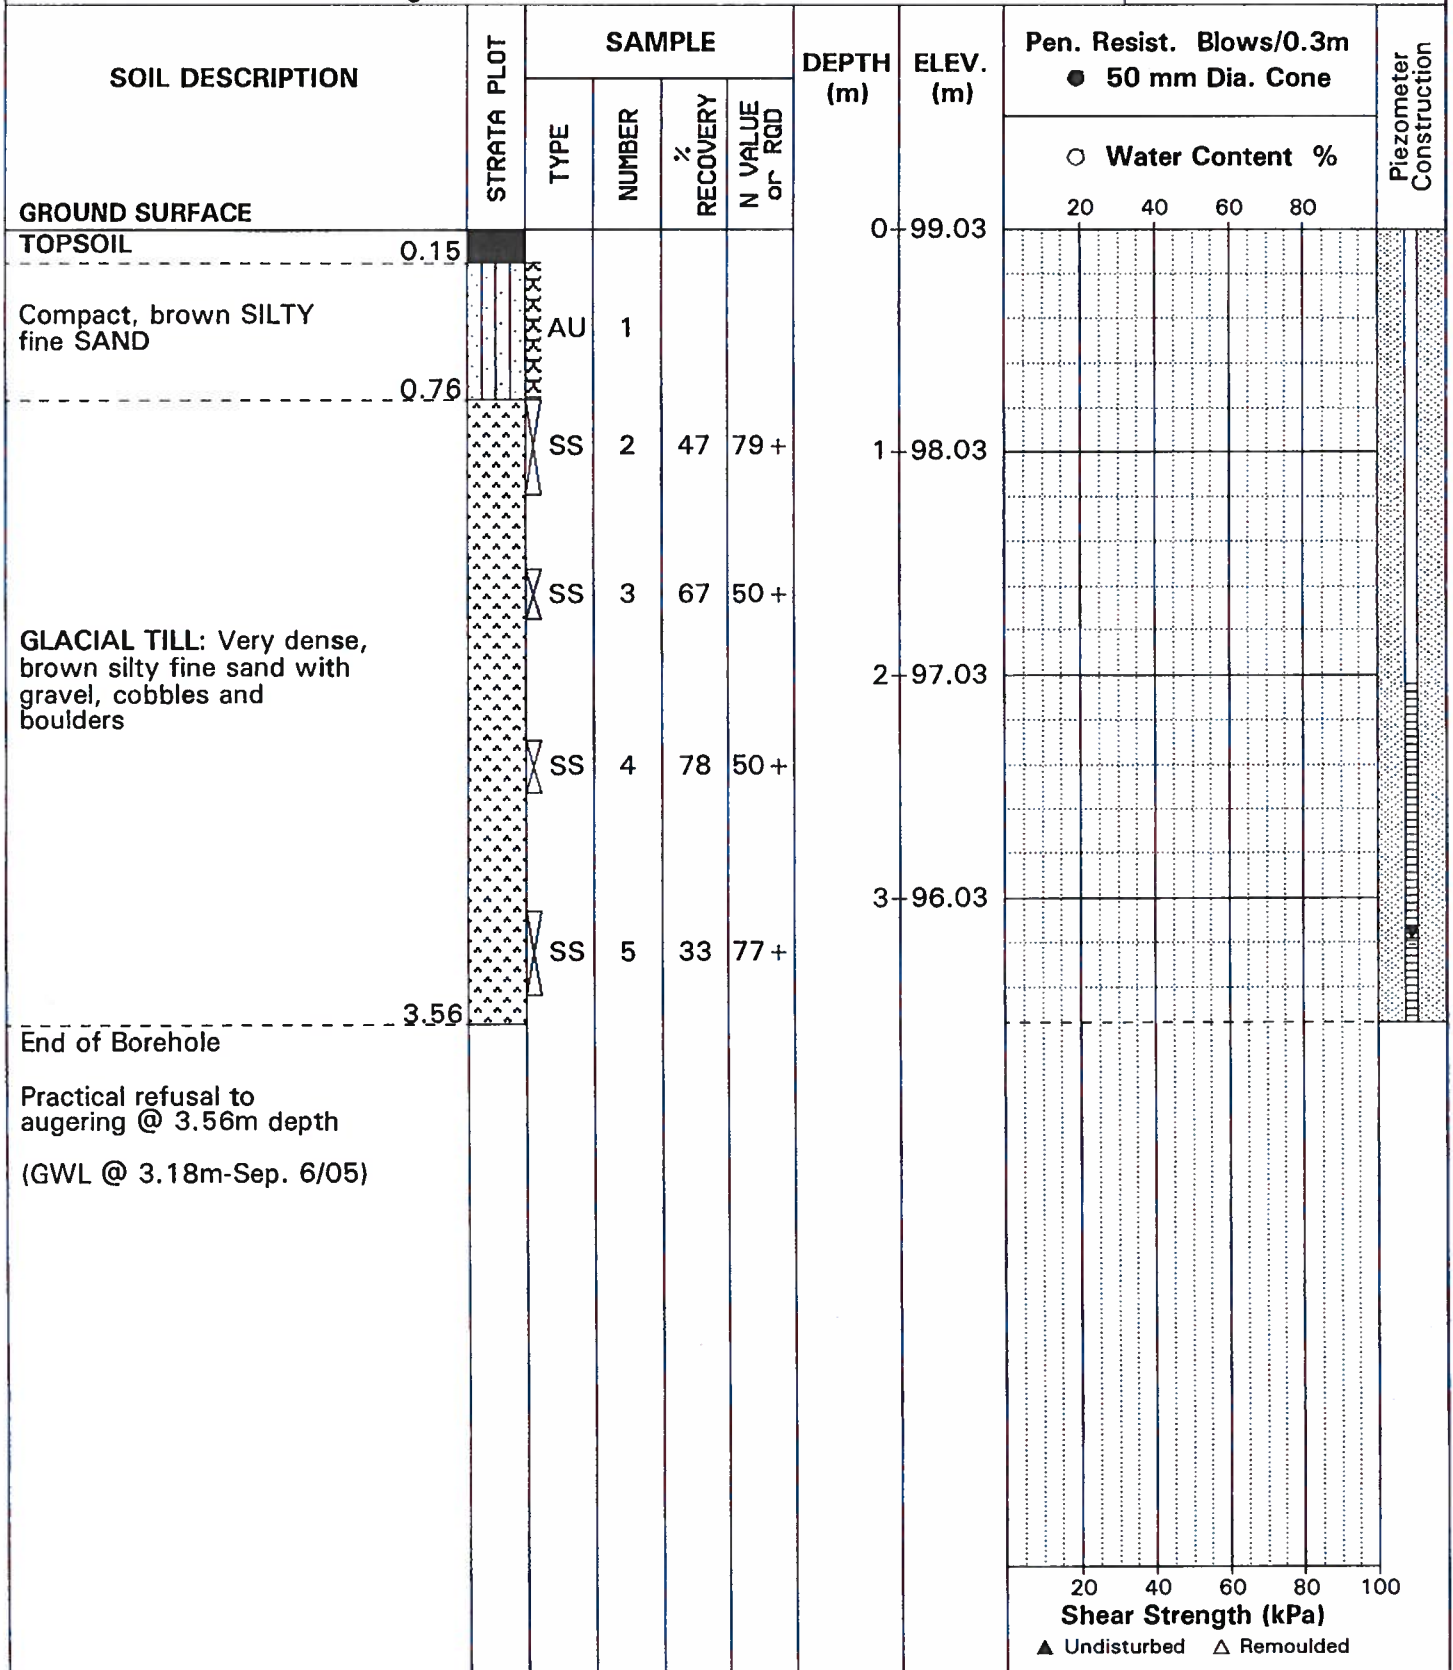 SOIL DESCRIPTION
GROUND SURFACE
STRATA PLOT
SAMPLE
TYPE
NUMBER
%
RECOVERY
N VALUE
or RQD
DEPTH
(m)
ELEV.
(m)
Pen. Resist. Blows/0.3m
● 50 mm Dia. Cone
○ Water Content %
20 40 60 80
Piezometer
Construction
0 99.03
TOPSOIL 0.15
Compact, brown SILTY
fine SAND
AU 1
0.76
SS 2 47 79+
1 98.03
SS 3 67 50+
GLACIAL TILL: Very dense,
brown silty fine sand with
gravel, cobbles and
boulders
2 97.03
SS 4 78 50+
3 96.03
SS 5 33 77+
3.56
End of Borehole
Practical refusal to
augering @ 3.56m depth
(GWL @ 3.18m-Sep. 6/05)
20 40 60 80 100
Shear Strength (kPa)
▲ Undisturbed △ Remoulded